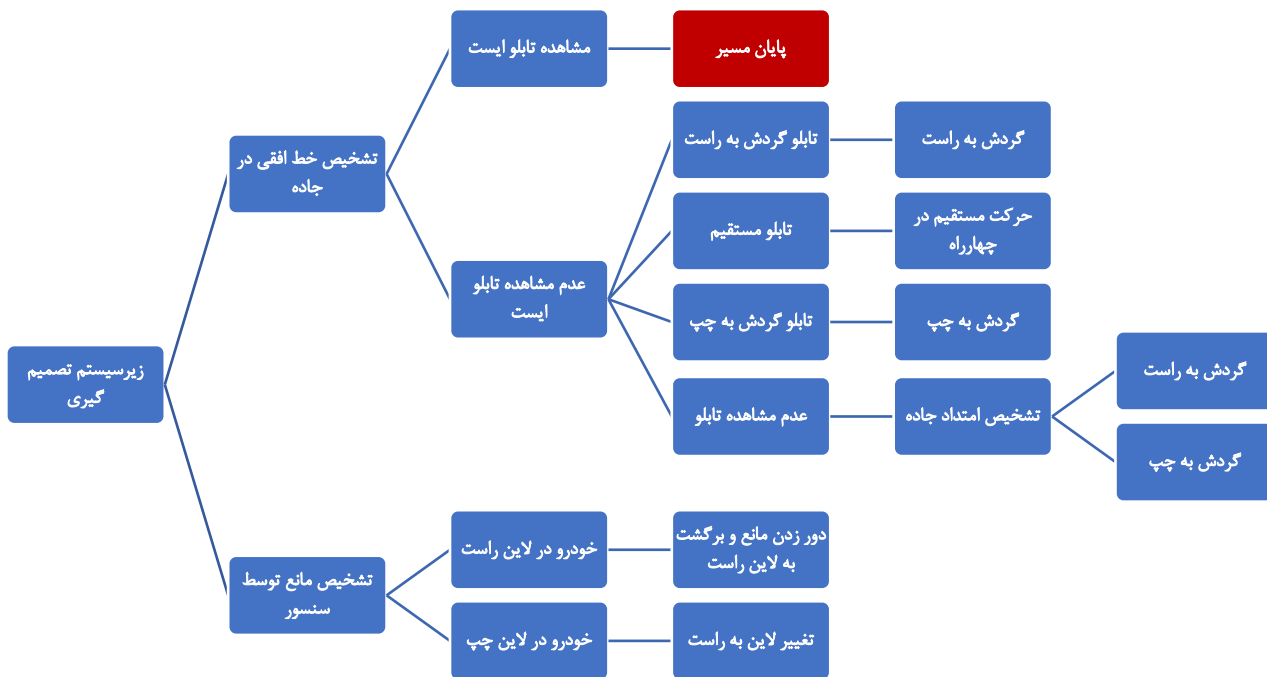 مشاهده تابلو ایست
پایان مسیر
تابلو گردش به راست
گردش به راست
تشخیص خط افقی در
جاده
تابلو مستقیم
حرکت مستقیم در
چهارراه
عدم مشاهده تابلو
ایست
تابلو گردش به چپ
گردش به چپ
زیرسیستم تصمیم
گیری
عدم مشاهده تابلو
تشخیص امتداد جاده
گردش به راست
گردش به چپ
تشخیص مانع توسط
سنسور
خودرو در لاین راست
دور زدن مانع و برگشت
به لاین راست
خودرو در لاین چپ
تغییر لاین به راست